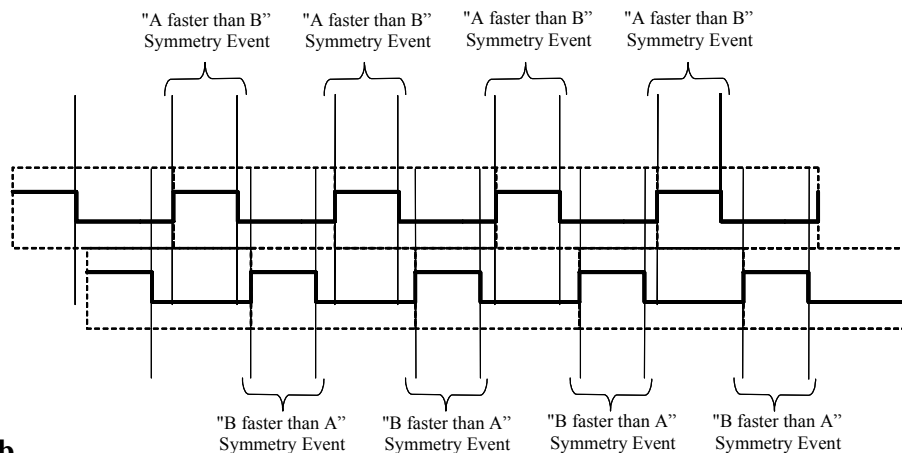 "A faster than B”
Symmetry Event
"A faster than B”
Symmetry Event
"A faster than B”
Symmetry Event
"A faster than B”
Symmetry Event
"B faster than A”
Symmetry Event
"B faster than A”
Symmetry Event
"B faster than A”
Symmetry Event
"B faster than A”
Symmetry Event
b